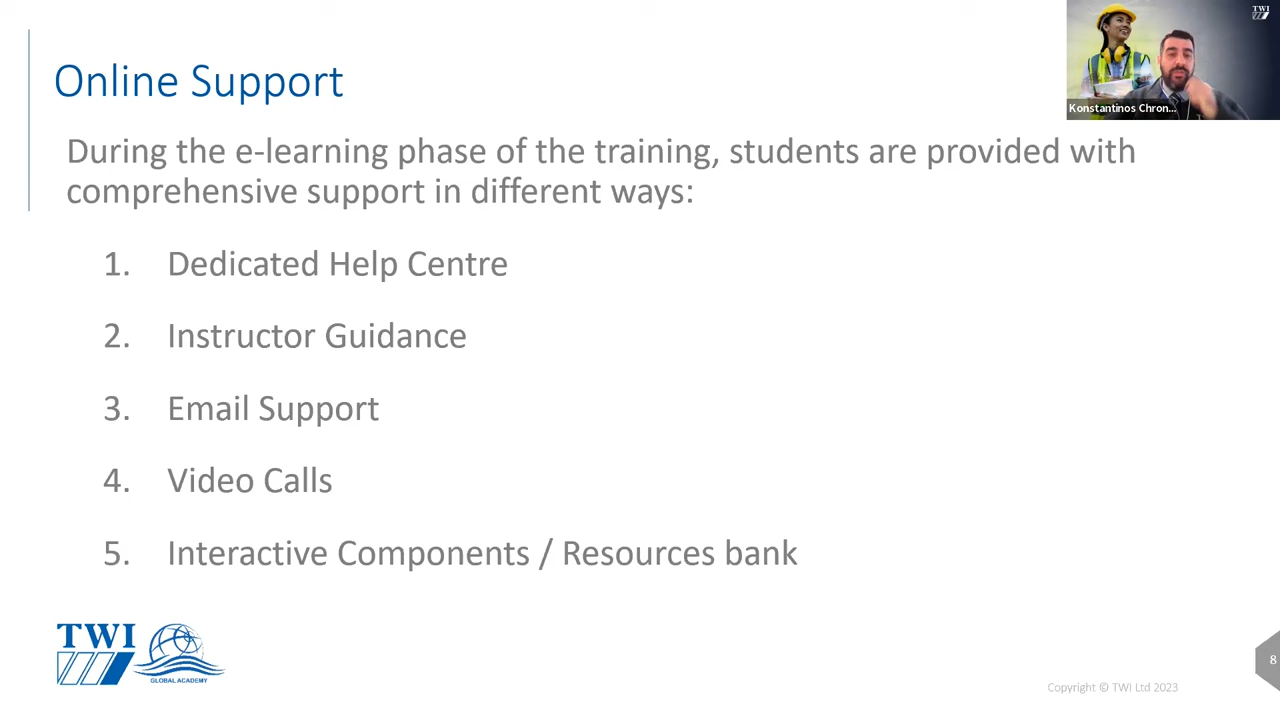 Online Support
TWI
Konstantinos Chron...
During the e-learning phase of the training, students are provided with
comprehensive support in different ways:
1. Dedicated Help Centre
2. Instructor Guidance
3. Email Support
4. Video Calls
5. Interactive Components / Resources bank
TWI
GLOBAL ACADEMY
8
Copyright © TWI Ltd 2023